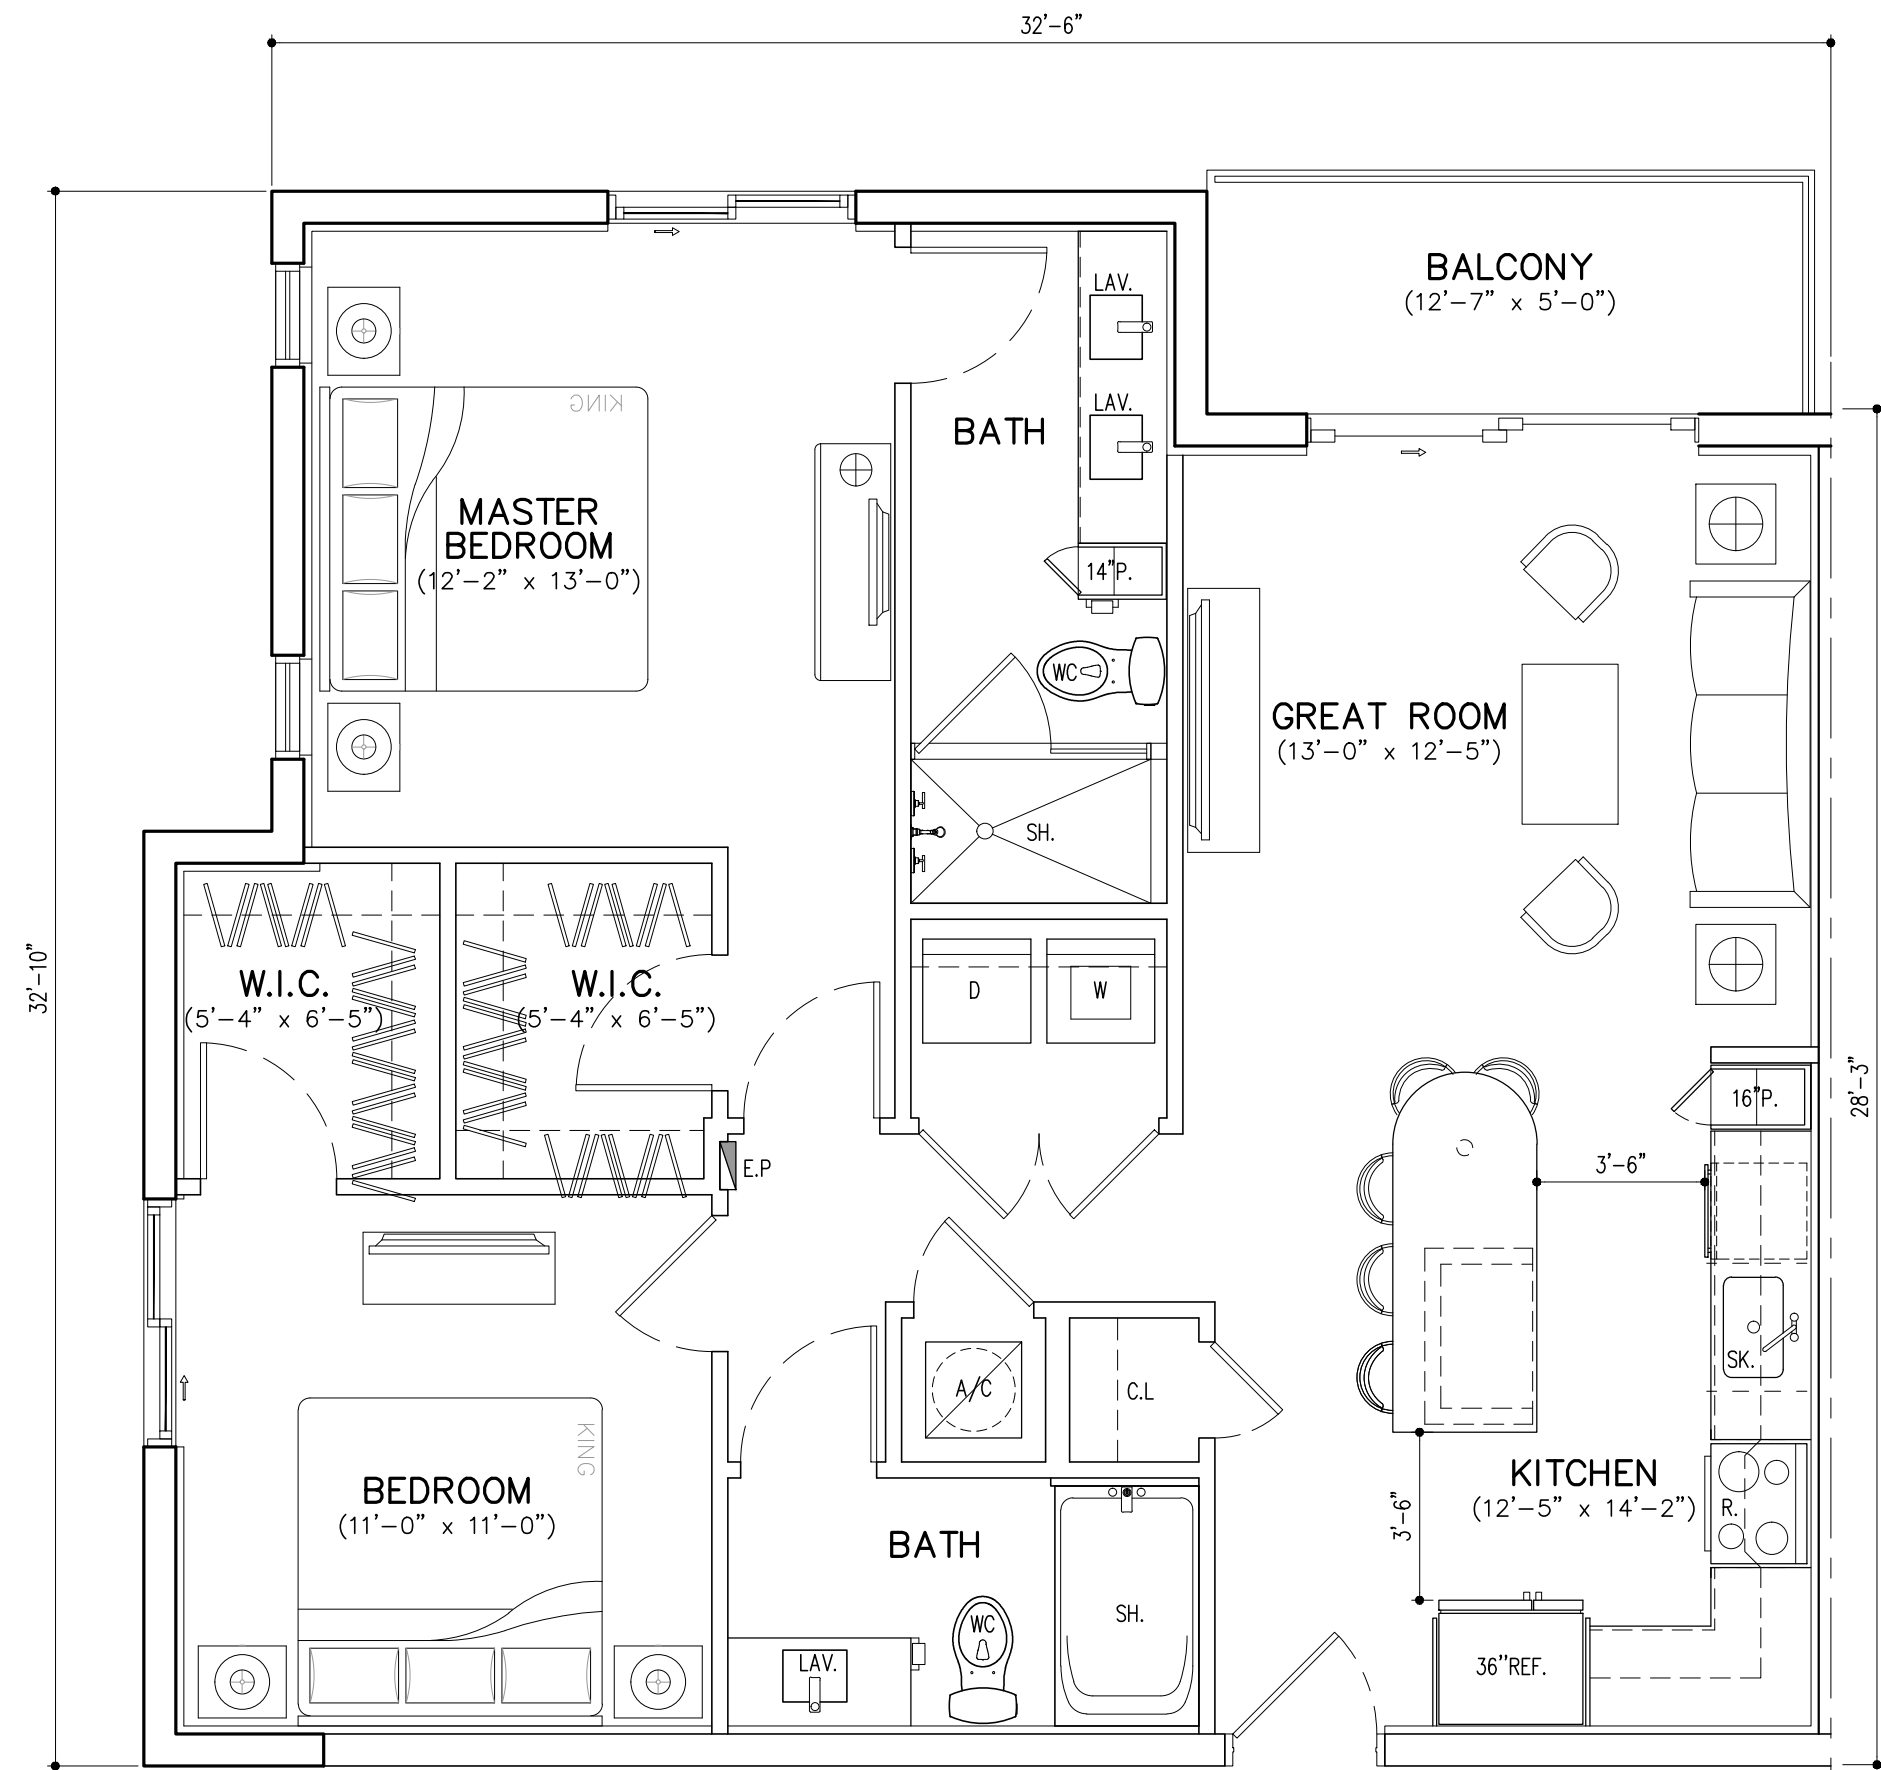 32'-6"
BALCONY
(12'-7" x 5'-0")
LAV.
KING
LAV.
BATH
MASTER
BEDROOM
(12'-2" x 13'-0")
14"P.
WC
GREAT ROOM
(13'-0" x 12'-5")
SH.
32'-10"
W.I.C.
(5'-4" x 6'-5")
W.I.C.
(5'-4" x 6'-5")
D
W
28'-3"
16"P.
E.P
3'-6"
SK.
A/C
C.L
KING
BEDROOM
(11'-0" x 11'-0")
KITCHEN
(12'-5" x 14'-2")
R.
3'-6"
BATH
SH.
WC
LAV.
36"REF.